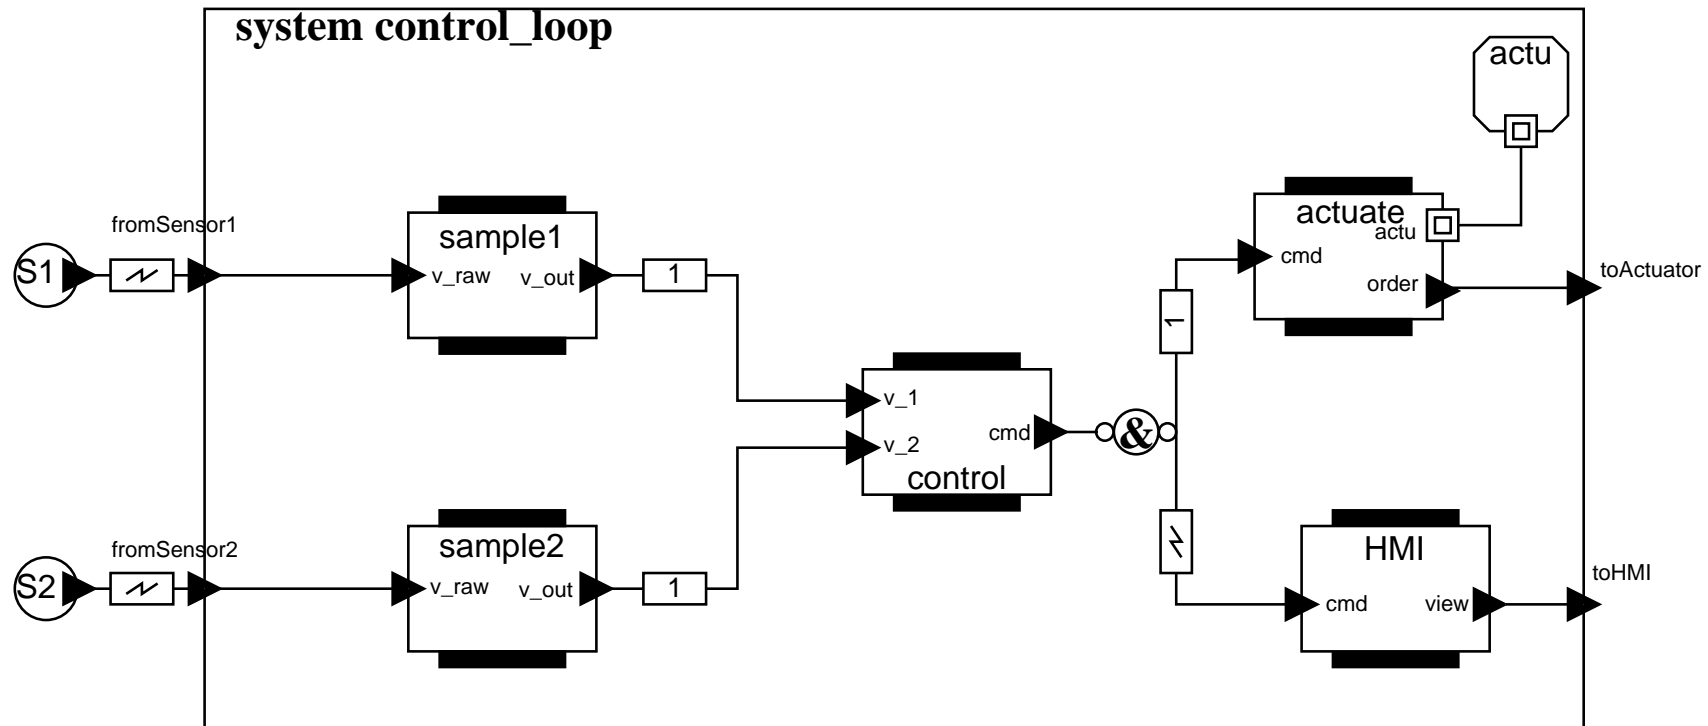 system control_loop
actu
fromSensor1
sample1
actuate
actu
S1
v_raw
v_out
1
cmd
order
toActuator
1
v_1
v_2
cmd
&
control
fromSensor2
sample2
HMI
S2
v_raw
v_out
1
cmd
view
toHMI